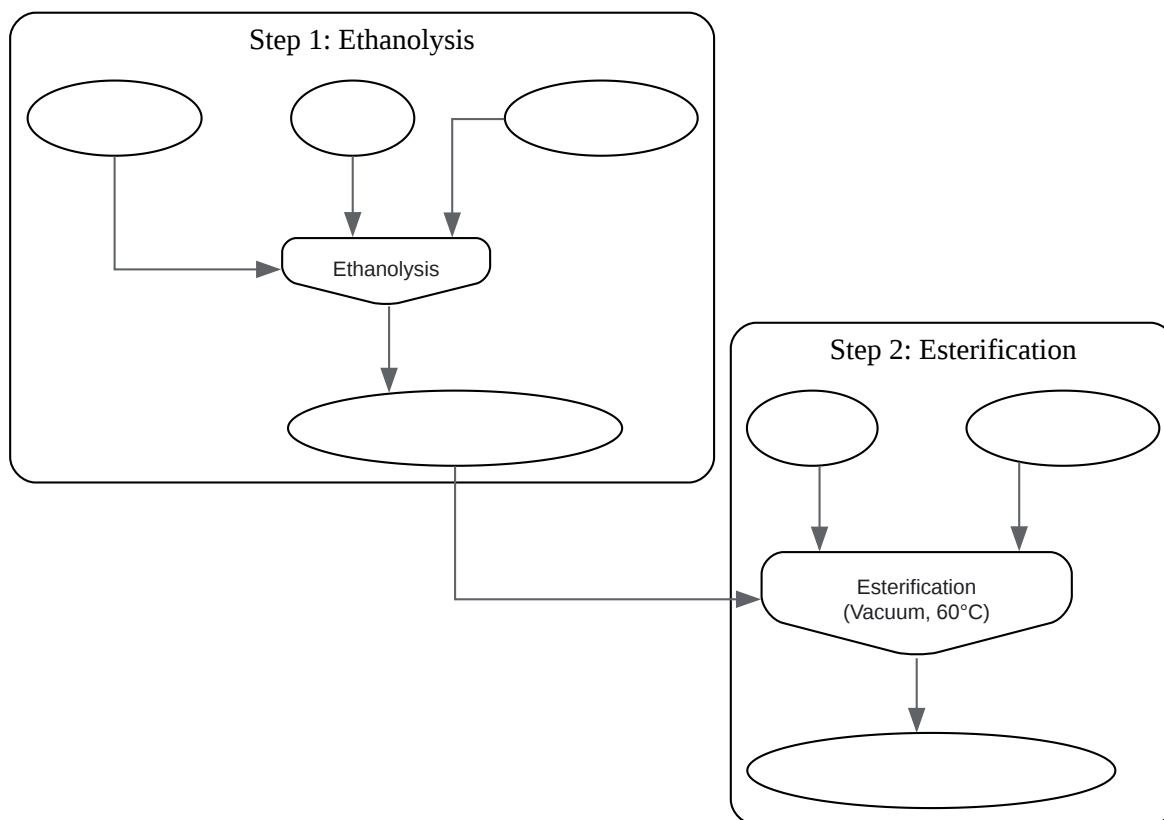 Step 1: Ethanolysis
Ethanolysis
Step 2: Esterification
Esterification
(Vacuum, 60°C)